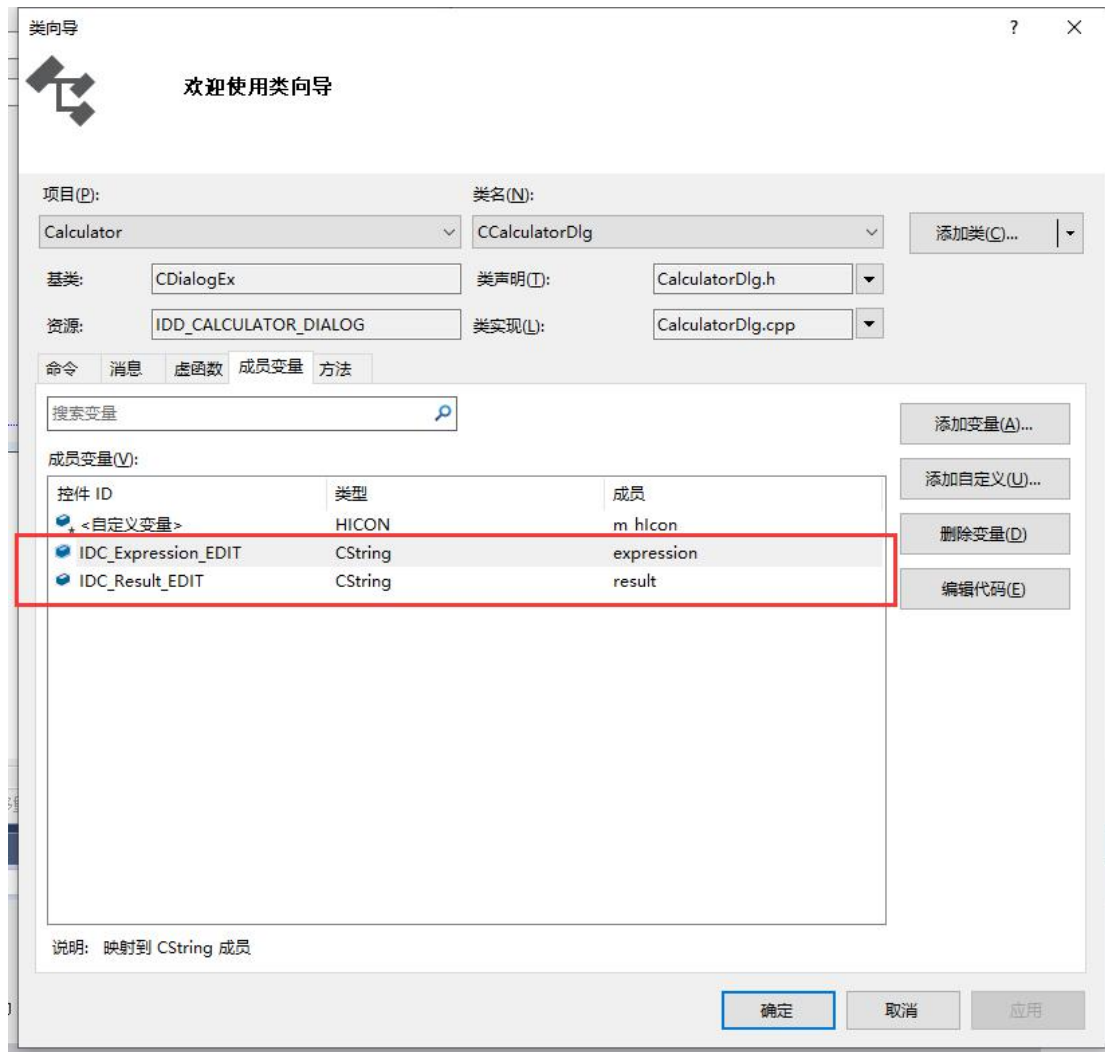 类向导
?
欢迎使用类向导
项目(P):
类名(N):
Calculator
CCalculatorDlg
添加类(C)...
基类:
CDialogEx
类声明(T):
CalculatorDlg.h
资源:
IDD_CALCULATOR_DIALOG
类实现(L):
CalculatorDlg.cpp
命令 消息 虚函数 成员变量 方法
搜索变量
添加变量(A)...
成员变量(V):
添加自定义(U)...
控件 ID 类型 成员
<自定义变量> HICON m_hIcon
删除变量(D)
IDC_Expression_EDIT CString expression
IDC_Result_EDIT CString result
编辑代码(E)
说明: 映射到 CString 成员
确定
取消
应用